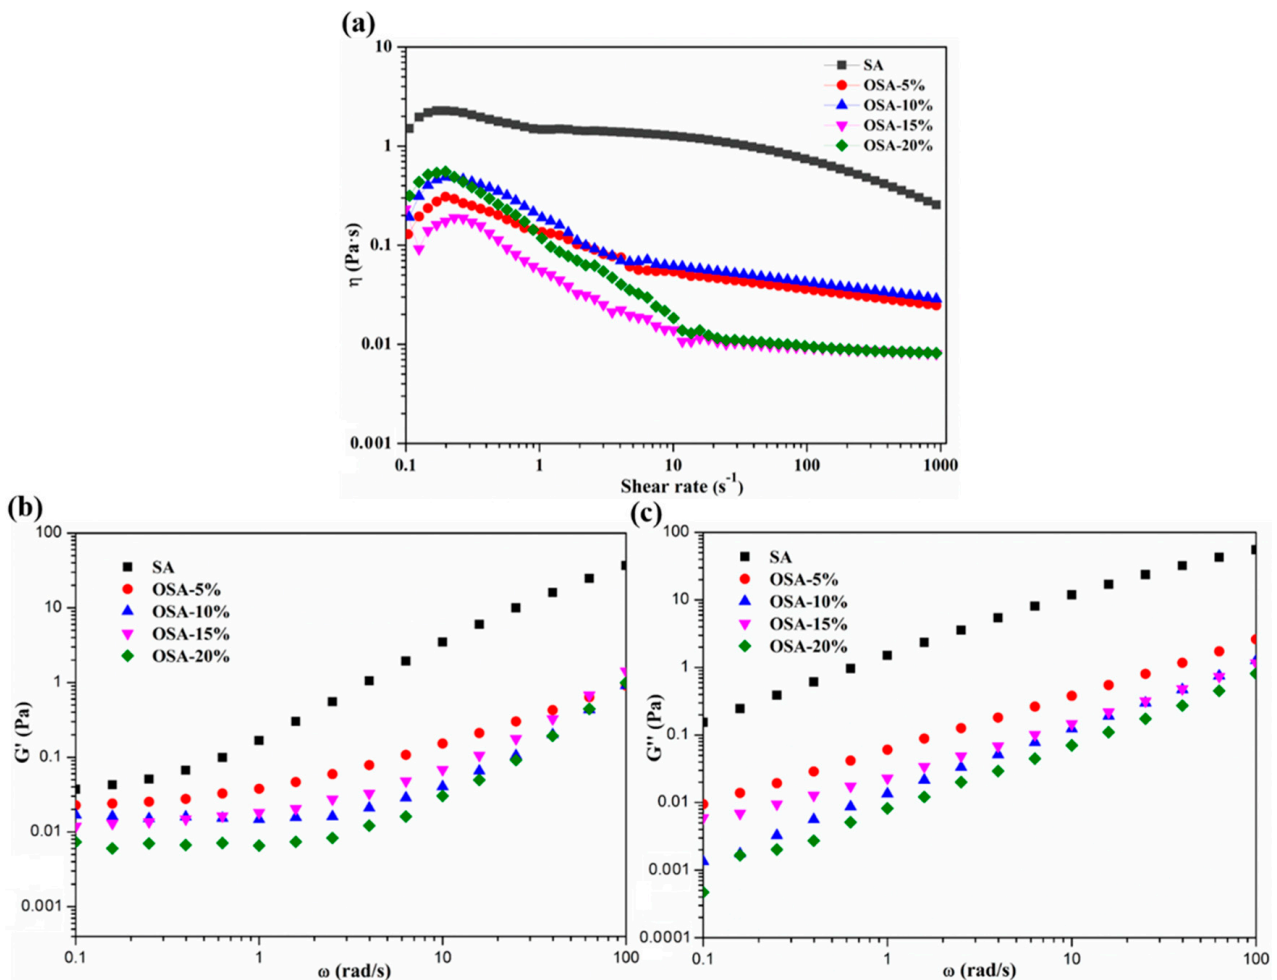 (a)
10
1
0.1
0.01
0.001
η (Pa·s)
SA
OSA-5%
OSA-10%
OSA-15%
OSA-20%
0.1 1 10 100 1000
Shear rate (s⁻¹)
(b)
100
10
1
0.1
0.01
0.001
G' (Pa)
SA
OSA-5%
OSA-10%
OSA-15%
OSA-20%
0.1 1 10 100
ω (rad/s)
(c)
100
10
1
0.1
0.01
0.001
0.0001
G'' (Pa)
SA
OSA-5%
OSA-10%
OSA-15%
OSA-20%
0.1 1 10 100
ω (rad/s)